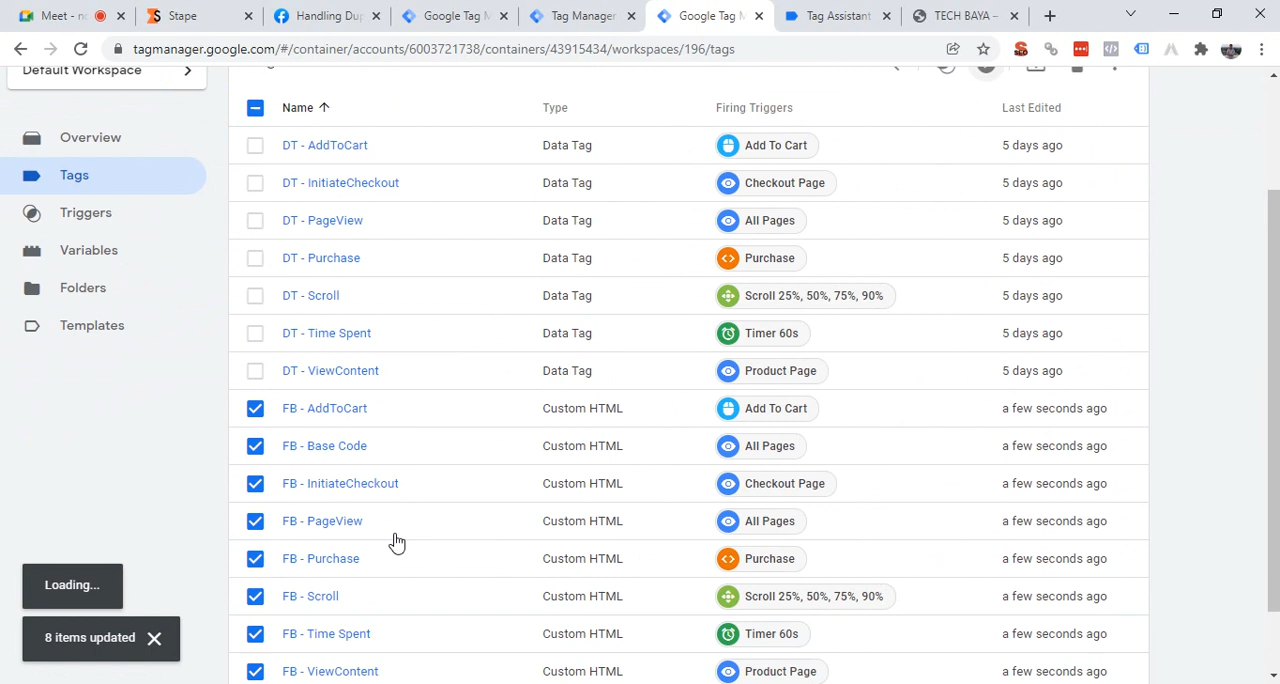 Meet - no
Stape
Handling Dup
Google Tag M
Tag Manager
Google Tag M
Tag Assistant
TECH BAYA –
tagmanager.google.com/#/container/accounts/6003721738/containers/43915434/workspaces/196/tags
Default Workspace
Overview
Tags
Triggers
Variables
Folders
Templates
Name Type Firing Triggers Last Edited
DT - AddToCart Data Tag Add To Cart 5 days ago
DT - InitiateCheckout Data Tag Checkout Page 5 days ago
DT - PageView Data Tag All Pages 5 days ago
DT - Purchase Data Tag Purchase 5 days ago
DT - Scroll Data Tag Scroll 25%, 50%, 75%, 90% 5 days ago
DT - Time Spent Data Tag Timer 60s 5 days ago
DT - ViewContent Data Tag Product Page 5 days ago
FB - AddToCart Custom HTML Add To Cart a few seconds ago
FB - Base Code Custom HTML All Pages a few seconds ago
FB - InitiateCheckout Custom HTML Checkout Page a few seconds ago
FB - PageView Custom HTML All Pages a few seconds ago
FB - Purchase Custom HTML Purchase a few seconds ago
FB - Scroll Custom HTML Scroll 25%, 50%, 75%, 90% a few seconds ago
FB - Time Spent Custom HTML Timer 60s a few seconds ago
FB - ViewContent Custom HTML Product Page a few seconds ago
Loading...
8 items updated